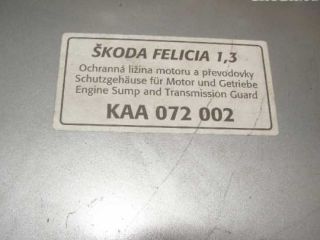 ŠKODA FELICIA 1,3
Ochranná ližina motoru a převodovky
Schutzgehäuse für Motor und Getriebe
Engine Sump and Transmission Guard
KAA 072 002